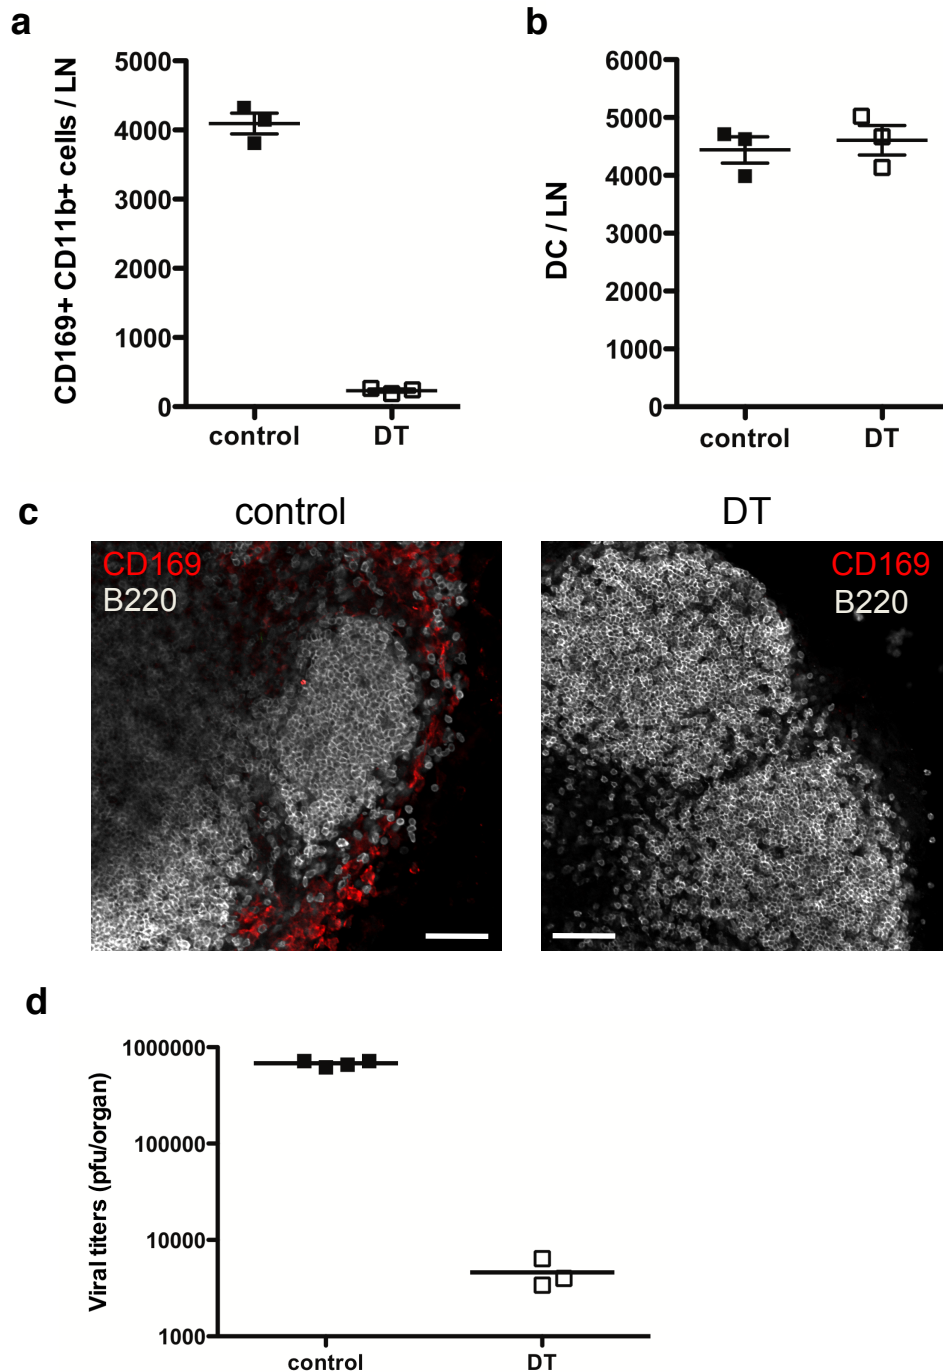 a
CD169+ CD11b+ cells / LN
5000
4000
3000
2000
1000
0
control DT
b
DC / LN
6000
5000
4000
3000
2000
1000
0
control DT
c
control DT
CD169
B220
CD169
B220
d
Viral titers (pfu/organ)
1000000
100000
10000
1000
control DT